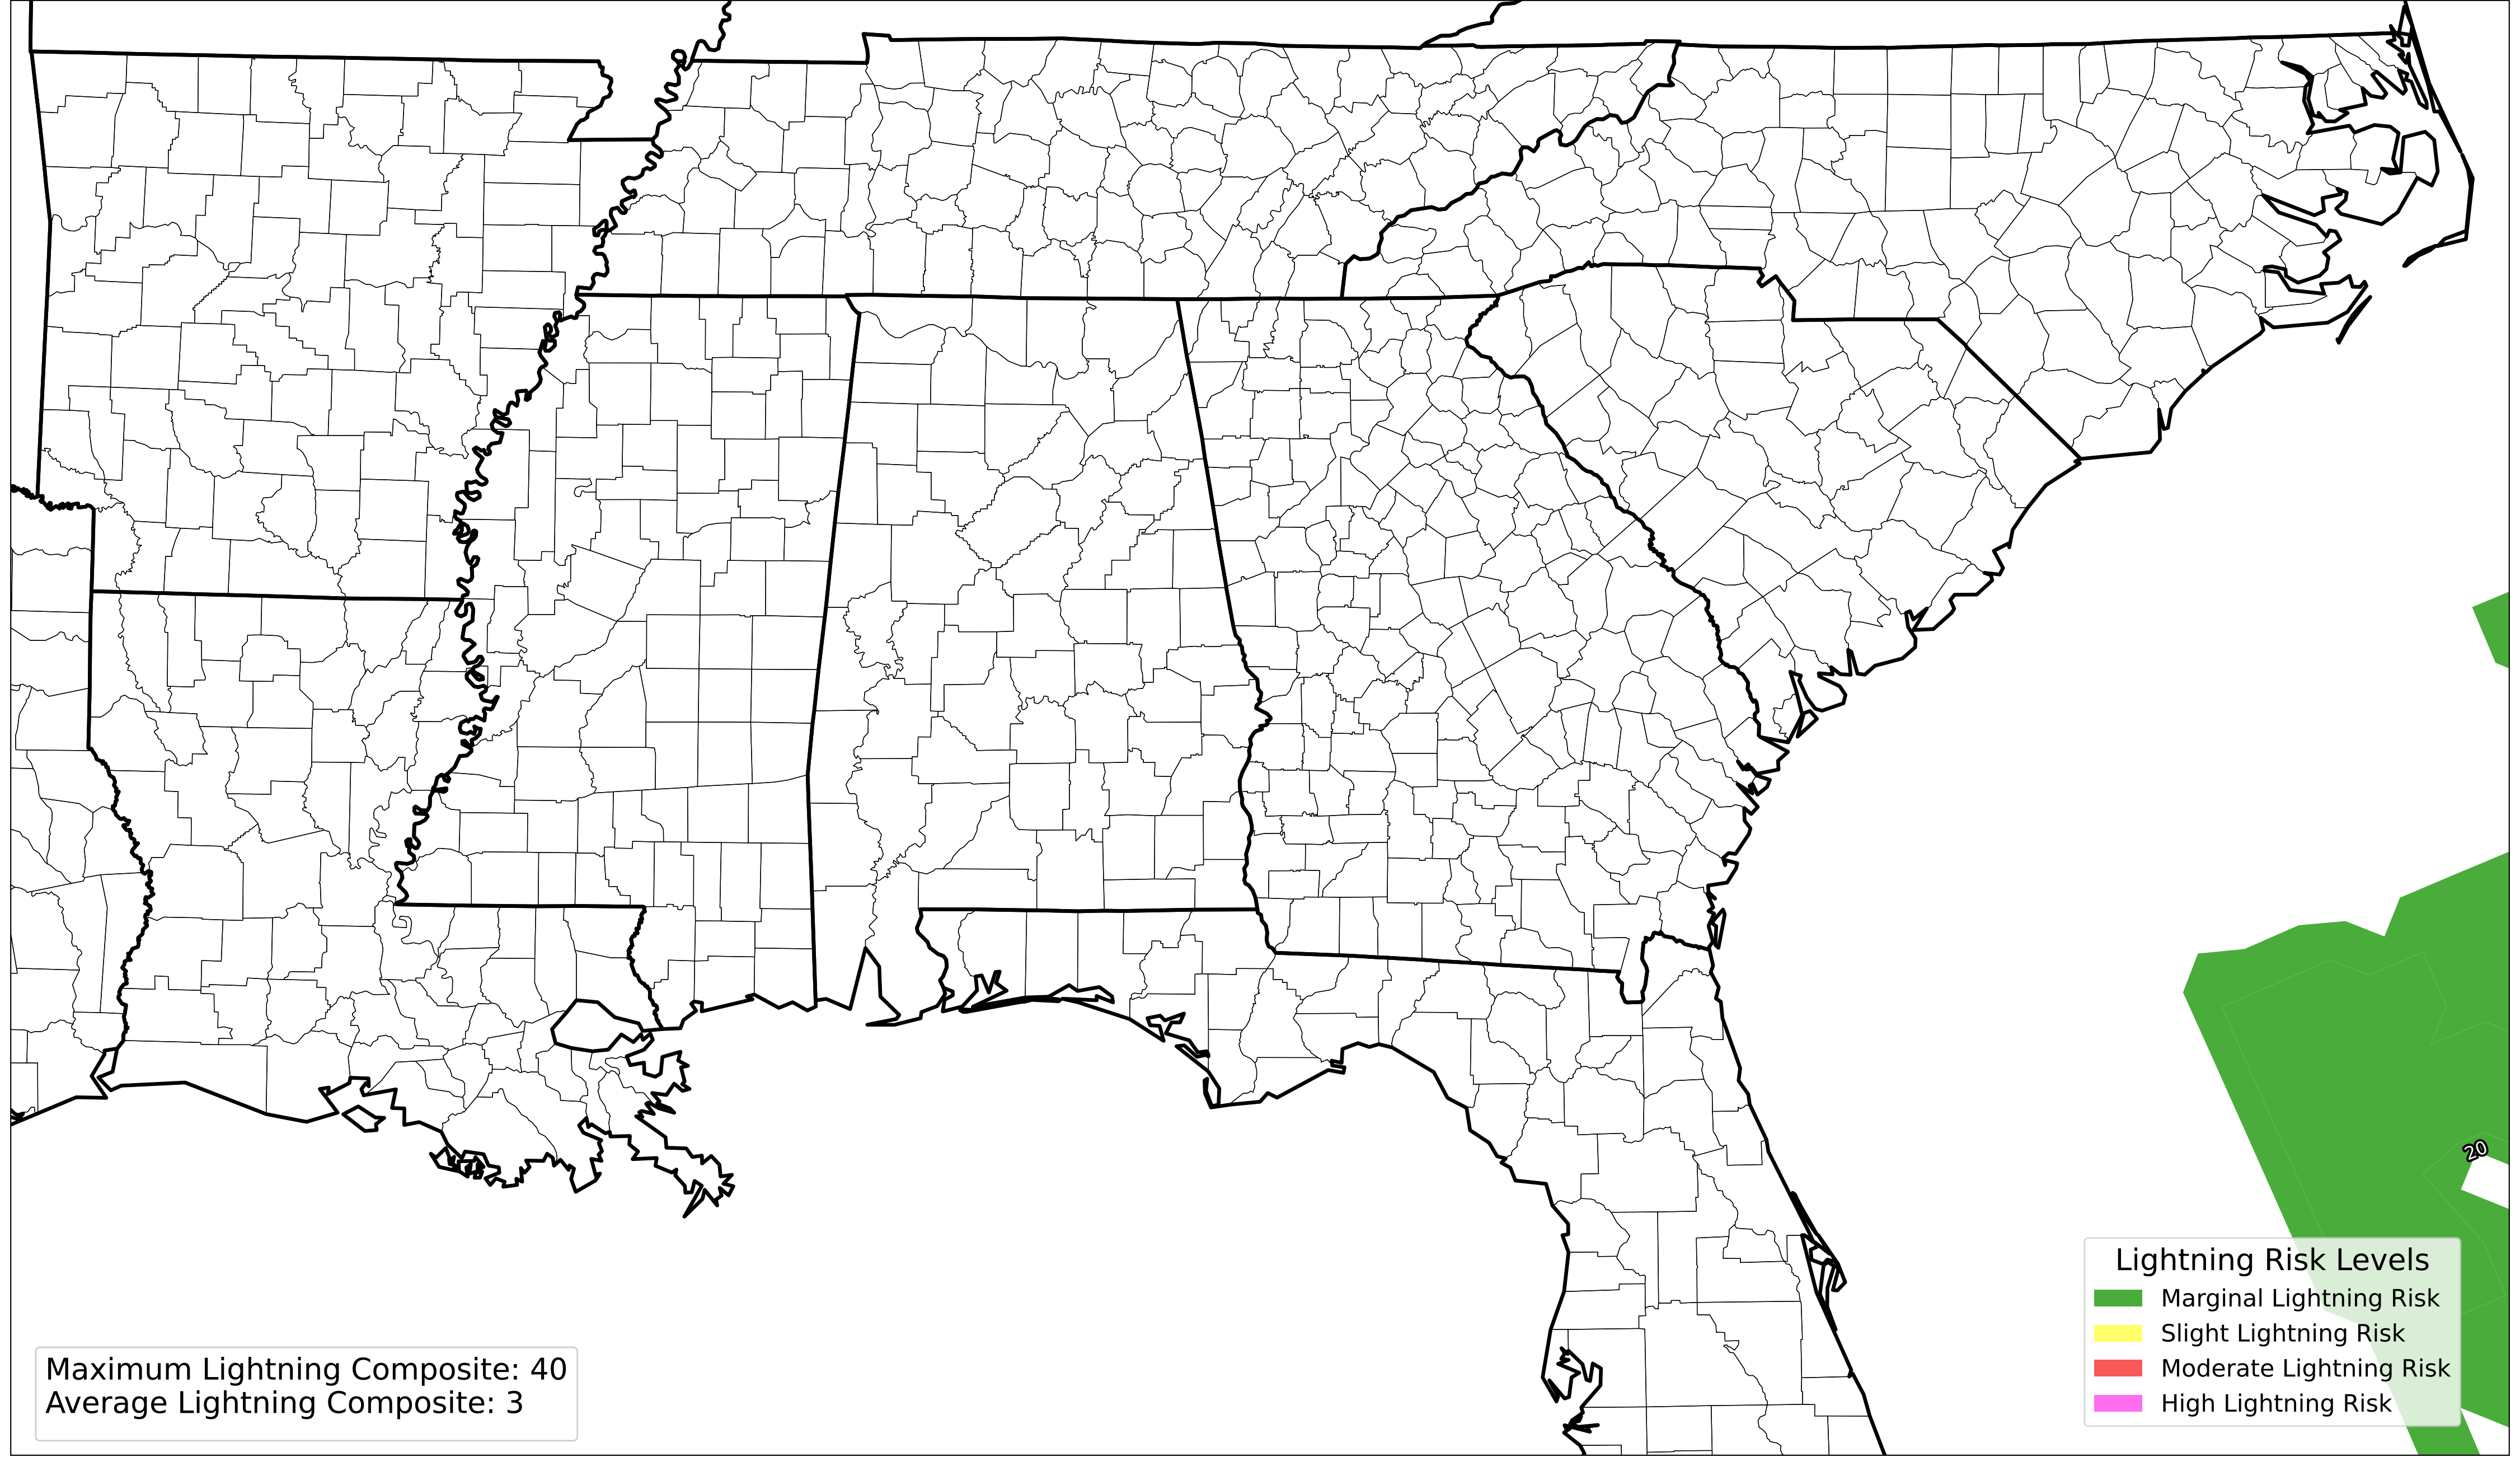 20
Lightning Risk Levels
Marginal Lightning Risk
Slight Lightning Risk
Moderate Lightning Risk
High Lightning Risk
Maximum Lightning Composite: 40
Average Lightning Composite: 3